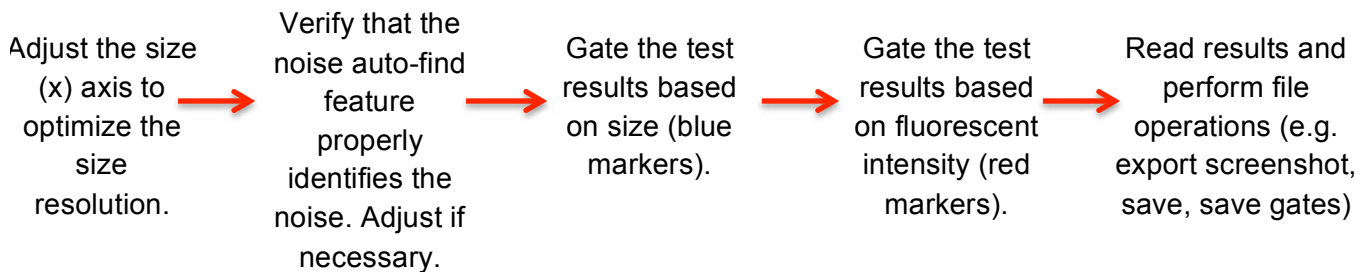 Adjust the size
(x) axis to
optimize the
size
resolution.
Verify that the
noise auto-find
feature
properly
identifies the
noise. Adjust if
necessary.
Gate the test
results based
on size (blue
markers).
Gate the test
results based
on fluorescent
intensity (red
markers).
Read results and
perform file
operations (e.g.
export screenshot,
save, save gates)